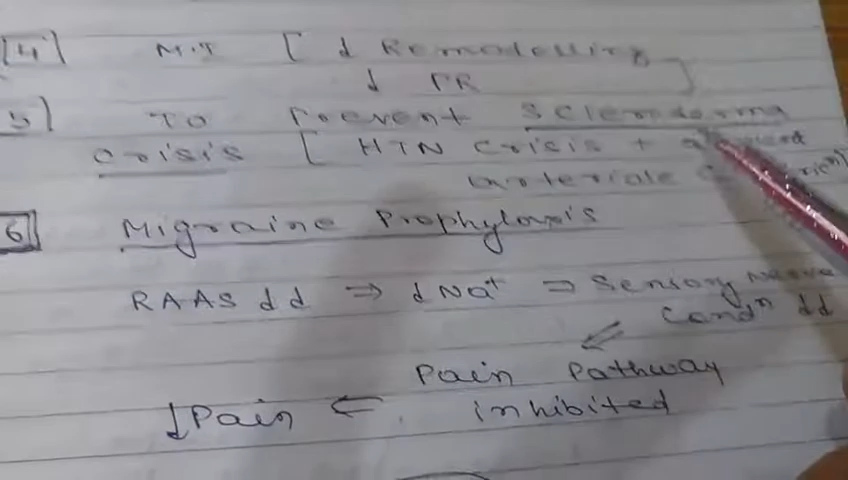 [4] M.I [ ↓ Remodelling
↓ PR ]
5] TO Prevent Scleroderma
Crisis [ HTN Crisis +
arteriole
[6] Migraine Prophylaxis
RAAS ↓↓ ⇒ ↓Na⁺ ⇒ Sensory Nerve
Condⁿ ↓↓
Pain Pathway
↓Pain ← inhibited